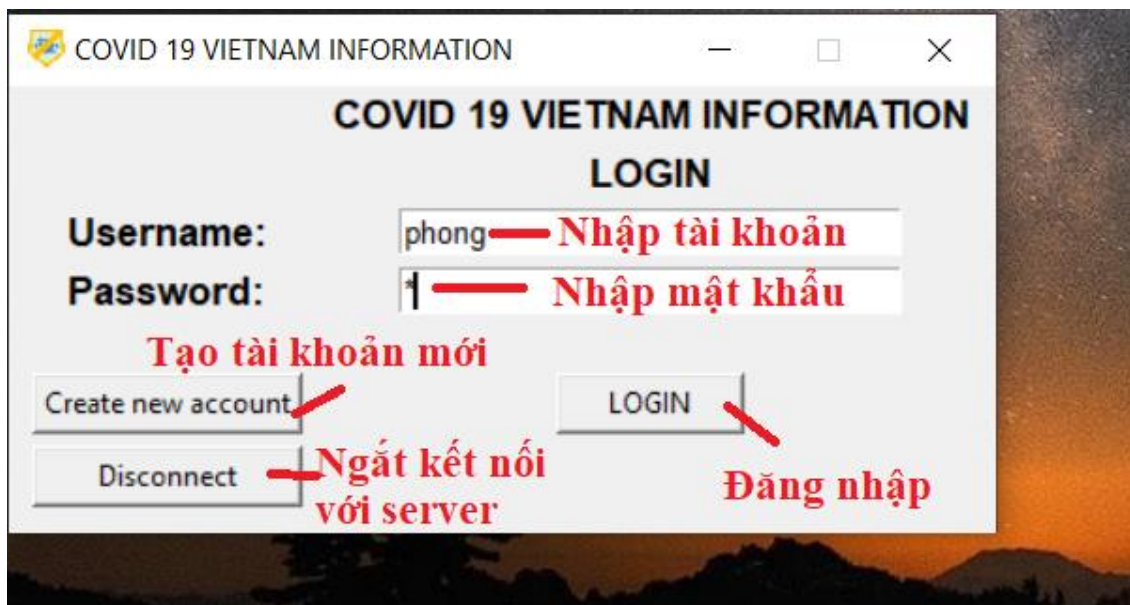 COVID 19 VIETNAM INFORMATION
COVID 19 VIETNAM INFORMATION
LOGIN
Username: phong Nhập tài khoản
Password: * Nhập mật khẩu
Tạo tài khoản mới
Create new account LOGIN
Disconnect Ngắt kết nối
với server
Đăng nhập